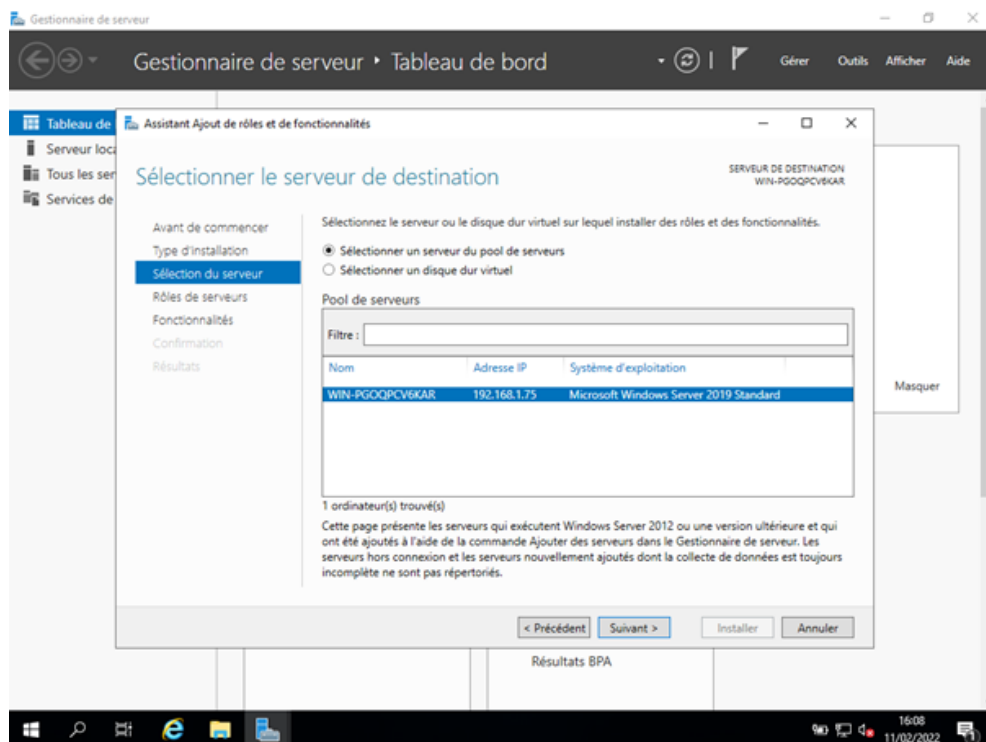 Gestionnaire de serveur
Gestionnaire de serveur ‣ Tableau de bord
Gérer Outils Afficher Aide
Tableau de
Serveur loca
Tous les ser
Services de
Assistant Ajout de rôles et de fonctionnalités
Sélectionner le serveur de destination
SERVEUR DE DESTINATION
WIN-PGOQPCV6KAR
Avant de commencer
Type d'installation
Sélection du serveur
Rôles de serveurs
Fonctionnalités
Confirmation
Résultats
Sélectionnez le serveur ou le disque dur virtuel sur lequel installer des rôles et des fonctionnalités.
Sélectionner un serveur du pool de serveurs
Sélectionner un disque dur virtuel
Pool de serveurs
Filtre :
Nom Adresse IP Système d'exploitation
WIN-PGOQPCV6KAR 192.168.1.75 Microsoft Windows Server 2019 Standard
1 ordinateur(s) trouvé(s)
Cette page présente les serveurs qui exécutent Windows Server 2012 ou une version ultérieure et qui
ont été ajoutés à l'aide de la commande Ajouter des serveurs dans le Gestionnaire de serveur. Les
serveurs hors connexion et les serveurs nouvellement ajoutés dont la collecte de données est toujours
incomplète ne sont pas répertoriés.
< Précédent Suivant > Installer Annuler
Masquer
Résultats BPA
16:08
11/02/2022
1